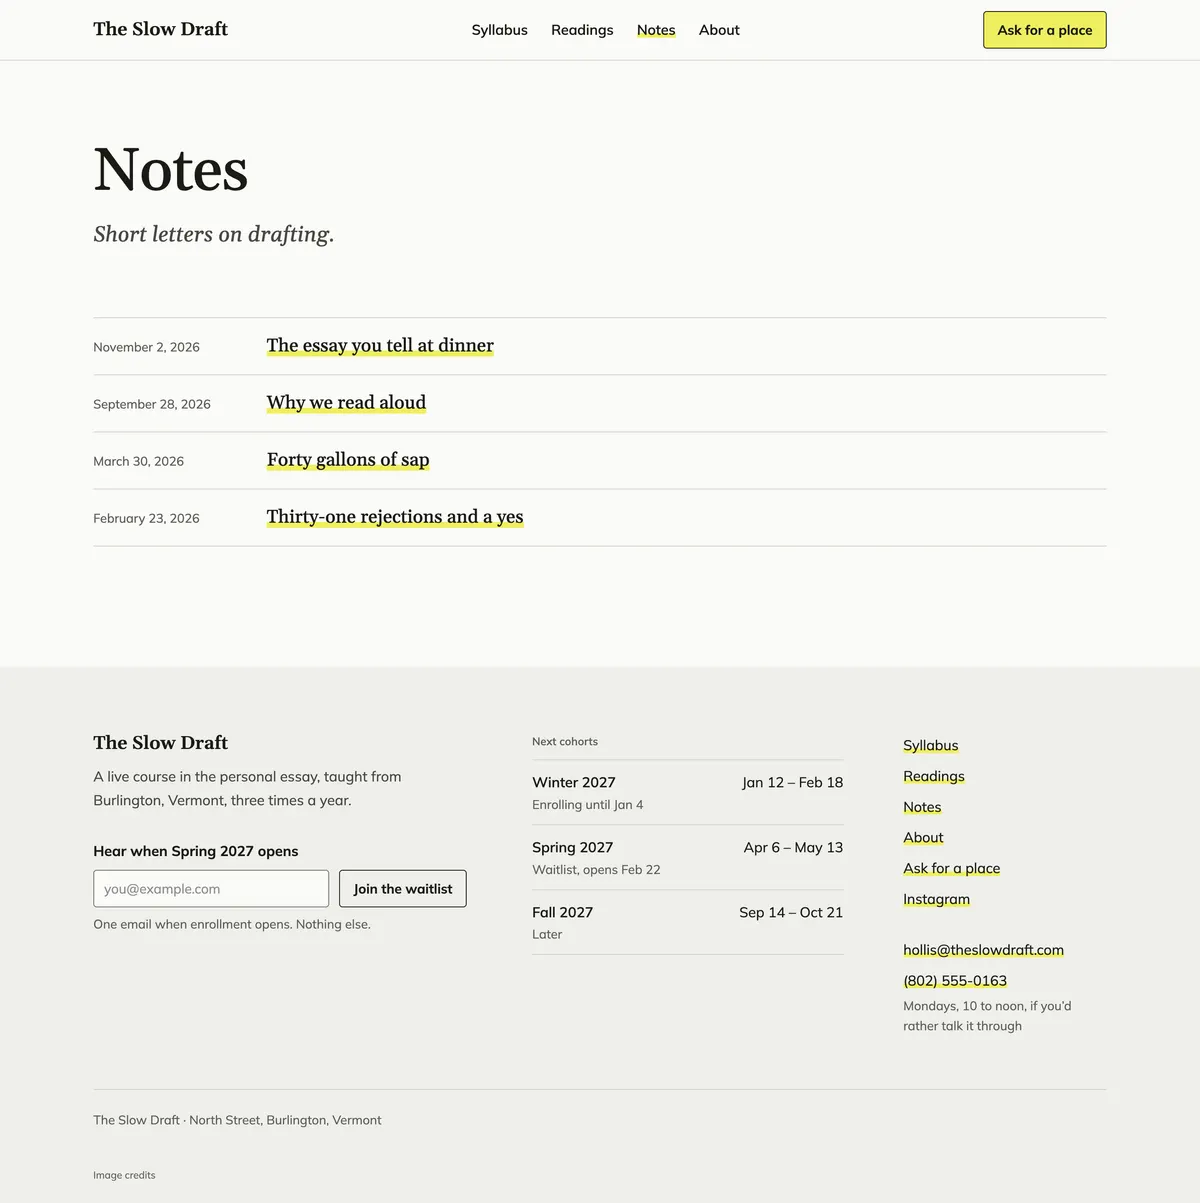 The Slow Draft
Syllabus Readings Notes About
Ask for a place
Notes
Short letters on drafting.
November 2, 2026 The essay you tell at dinner
September 28, 2026 Why we read aloud
March 30, 2026 Forty gallons of sap
February 23, 2026 Thirty-one rejections and a yes
The Slow Draft
A live course in the personal essay, taught from
Burlington, Vermont, three times a year.
Hear when Spring 2027 opens
you@example.com Join the waitlist
One email when enrollment opens. Nothing else.
Next cohorts
Winter 2027 Jan 12 – Feb 18
Enrolling until Jan 4
Spring 2027 Apr 6 – May 13
Waitlist, opens Feb 22
Fall 2027 Sep 14 – Oct 21
Later
Syllabus
Readings
Notes
About
Ask for a place
Instagram
hollis@theslowdraft.com
(802) 555-0163
Mondays, 10 to noon, if you’d
rather talk it through
The Slow Draft · North Street, Burlington, Vermont
Image credits